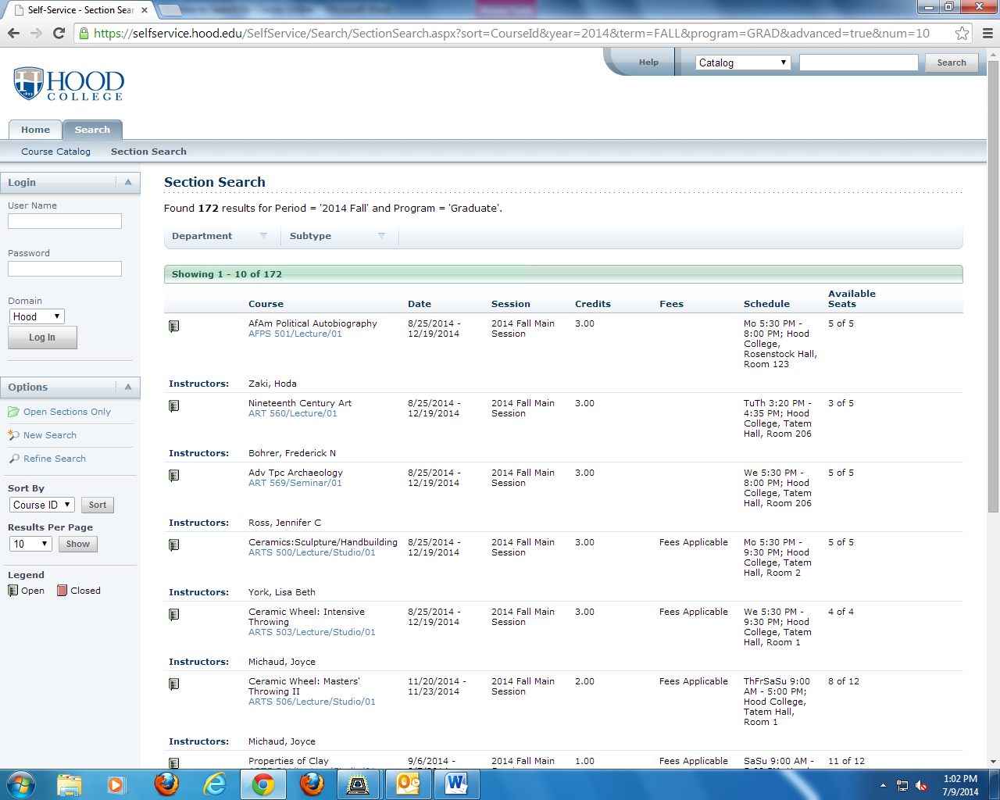 Self-Service - Section Sear
https://selfservice.hood.edu/SelfService/Search/SectionSearch.aspx?sort=CourseId&year=2014&term=FALL&program=GRAD&advanced=true&num=10
Help
Catalog
Search
HOOD
COLLEGE
Home
Search
Course Catalog
Section Search
Login
User Name
Password
Domain
Hood
Log In
Options
Open Sections Only
New Search
Refine Search
Sort By
Course ID
Sort
Results Per Page
10
Show
Legend
Open
Closed
Section Search
Found 172 results for Period = '2014 Fall' and Program = 'Graduate'.
Department
Subtype
Showing 1 - 10 of 172
Course Date Session Credits Fees Schedule Available
Seats
AfAm Political Autobiography 8/25/2014 - 2014 Fall Main 3.00 Mo 5:30 PM - 5 of 5
AFPS 501/Lecture/01 12/19/2014 Session 8:00 PM; Hood
College,
Rosenstock Hall,
Room 123
Instructors: Zaki, Hoda
Nineteenth Century Art 8/25/2014 - 2014 Fall Main 3.00 TuTh 3:20 PM - 3 of 5
ART 560/Lecture/01 12/19/2014 Session 4:35 PM; Hood
College, Tatem
Hall, Room 206
Instructors: Bohrer, Frederick N
Adv Tpc Archaeology 8/25/2014 - 2014 Fall Main 3.00 We 5:30 PM - 5 of 5
ART 569/Seminar/01 12/19/2014 Session 8:00 PM; Hood
College, Tatem
Hall, Room 206
Instructors: Ross, Jennifer C
Ceramics:Sculpture/Handbuilding 8/25/2014 - 2014 Fall Main 3.00 Fees Applicable Mo 5:30 PM - 5 of 5
ARTS 500/Lecture/Studio/01 12/19/2014 Session 9:30 PM; Hood
College, Tatem
Hall, Room 2
Instructors: York, Lisa Beth
Ceramic Wheel: Intensive 8/25/2014 - 2014 Fall Main 3.00 Fees Applicable We 5:30 PM - 4 of 4
Throwing 12/19/2014 Session 9:30 PM; Hood
ARTS 503/Lecture/Studio/01 College, Tatem
Hall, Room 1
Instructors: Michaud, Joyce
Ceramic Wheel: Masters' 11/20/2014 - 2014 Fall Main 2.00 Fees Applicable ThFrSaSu 9:00 8 of 12
Throwing II 11/23/2014 Session AM - 5:00 PM;
ARTS 506/Lecture/Studio/01 Hood College,
Tatem Hall,
Room 1
Instructors: Michaud, Joyce
Properties of Clay 9/6/2014 - 2014 Fall Main 1.00 Fees Applicable SaSu 9:00 AM - 11 of 12
1:02 PM
7/9/2014